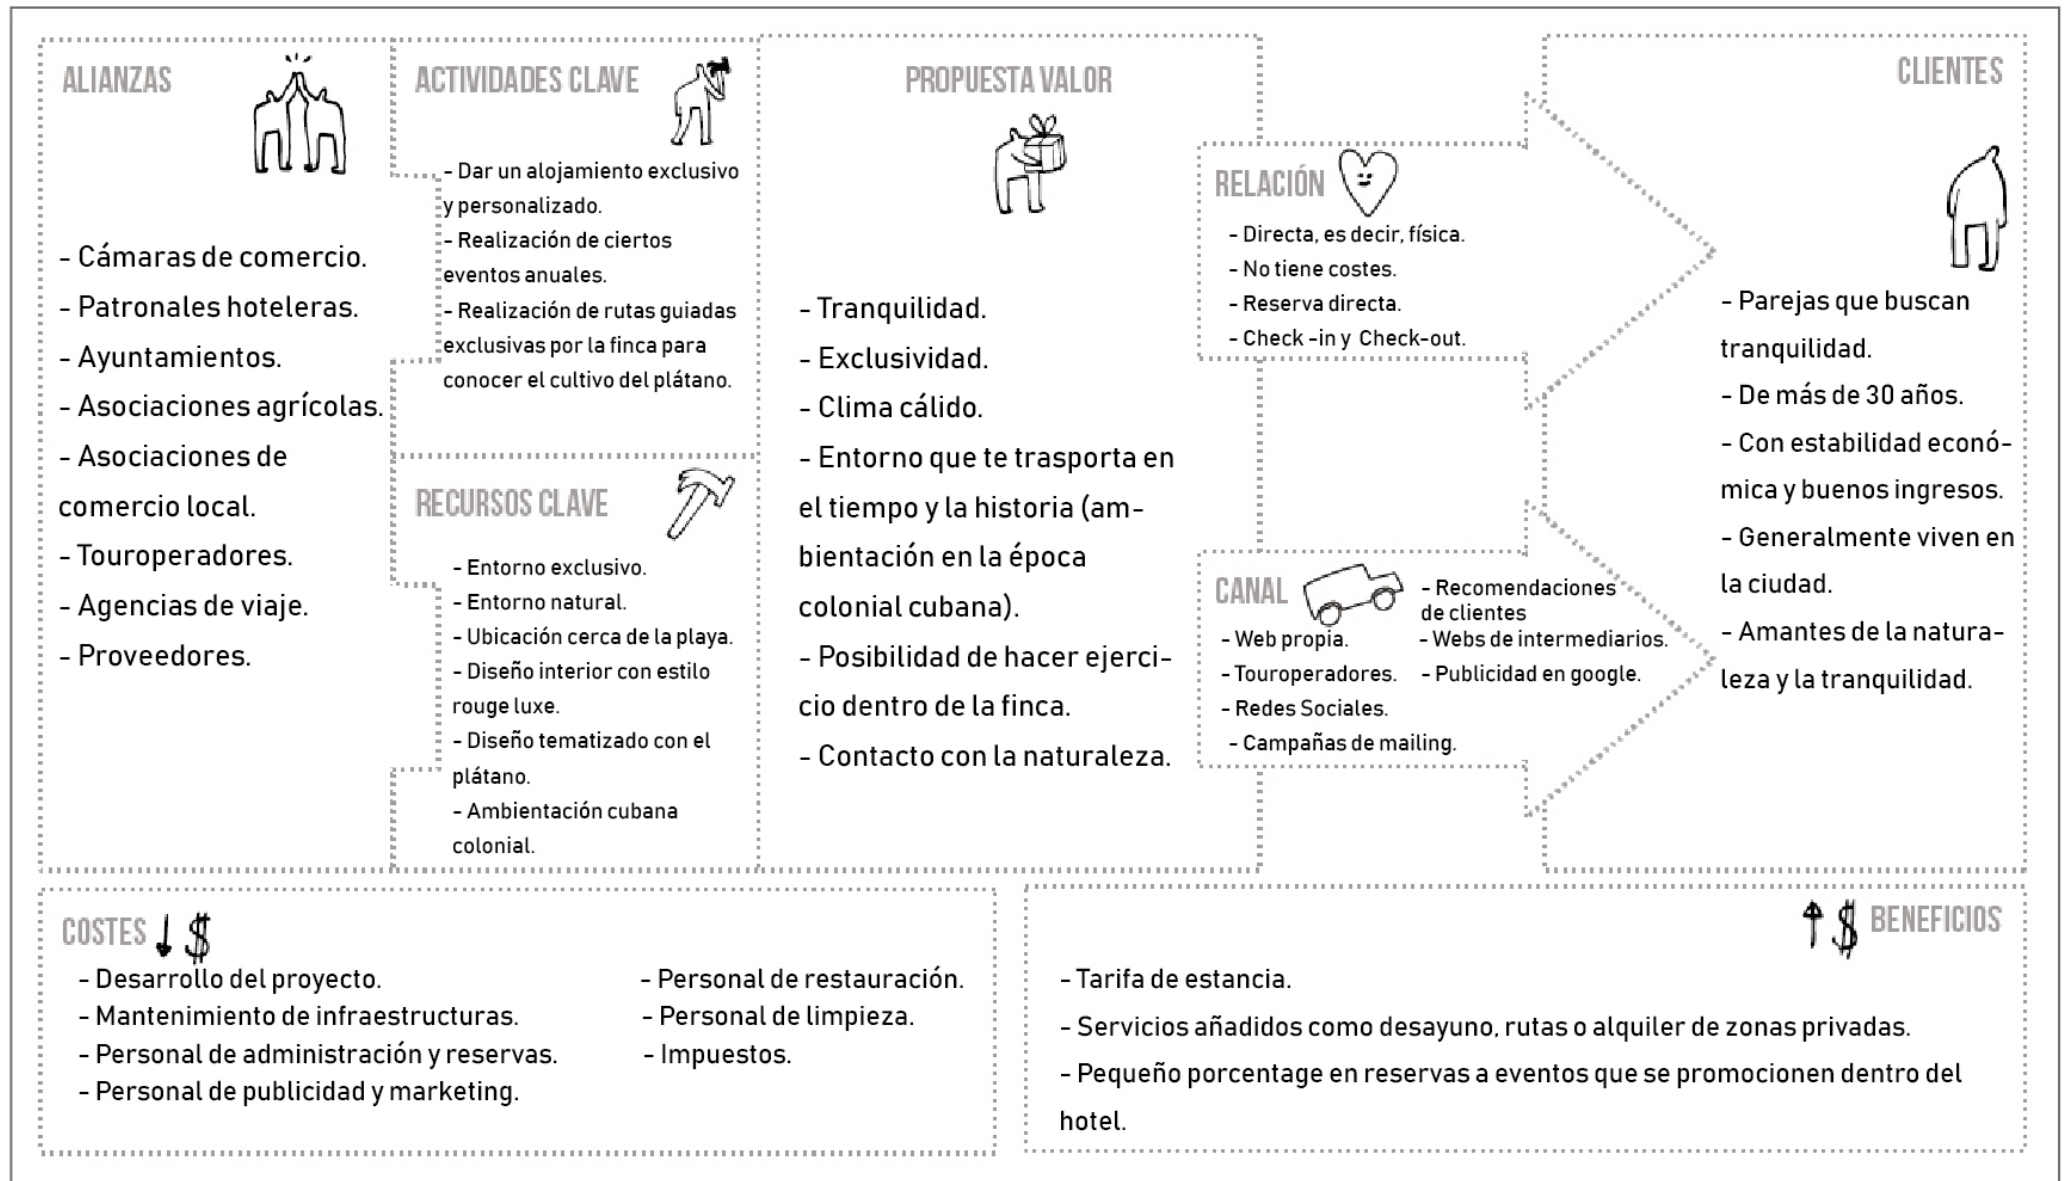 ALIANZAS
- Cámaras de comercio.
- Patronales hoteleras.
- Ayuntamientos.
- Asociaciones agrícolas.
- Asociaciones de
comercio local.
- Touroperadores.
- Agencias de viaje.
- Proveedores.
ACTIVIDADES CLAVE
- Dar un alojamiento exclusivo
y personalizado.
- Realización de ciertos
eventos anuales.
- Realización de rutas guiadas
exclusivas por la finca para
conocer el cultivo del plátano.
RECURSOS CLAVE
- Entorno exclusivo.
- Entorno natural.
- Ubicación cerca de la playa.
- Diseño interior con estilo
rouge luxe.
- Diseño tematizado con el
plátano.
- Ambientación cubana
colonial.
PROPUESTA VALOR
- Tranquilidad.
- Exclusividad.
- Clima cálido.
- Entorno que te trasporta en
el tiempo y la historia (am-
bientación en la época
colonial cubana).
- Posibilidad de hacer ejerci-
cio dentro de la finca.
- Contacto con la naturaleza.
RELACIÓN
- Directa, es decir, física.
- No tiene costes.
- Reserva directa.
- Check -in y Check-out.
CANAL
- Web propia.
- Touroperadores.
- Redes Sociales.
- Campañas de mailing.
- Recomendaciones
de clientes
- Webs de intermediarios.
- Publicidad en google.
CLIENTES
- Parejas que buscan
tranquilidad.
- De más de 30 años.
- Con estabilidad econó-
mica y buenos ingresos.
- Generalmente viven en
la ciudad.
- Amantes de la natura-
leza y la tranquilidad.
COSTES ↓ $
- Desarrollo del proyecto.
- Mantenimiento de infraestructuras.
- Personal de administración y reservas.
- Personal de publicidad y marketing.
- Personal de restauración.
- Personal de limpieza.
- Impuestos.
↑ $ BENEFICIOS
- Tarifa de estancia.
- Servicios añadidos como desayuno, rutas o alquiler de zonas privadas.
- Pequeño porcentage en reservas a eventos que se promocionen dentro del
hotel.